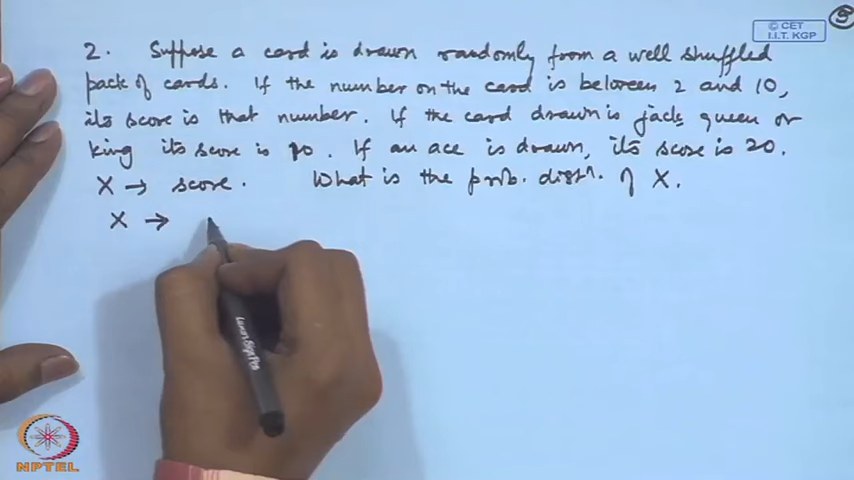 © CET
I.I.T. KGP
9
2. Suppose a card is drawn randomly from a well shuffled
pack of cards. If the number on the card is between 2 and 10,
its score is that number. If the card drawn is jack, queen or
king its score is 10. If an ace is drawn, its score is 20.
X → score. What is the prob. distn. of X.
X →
NPTEL